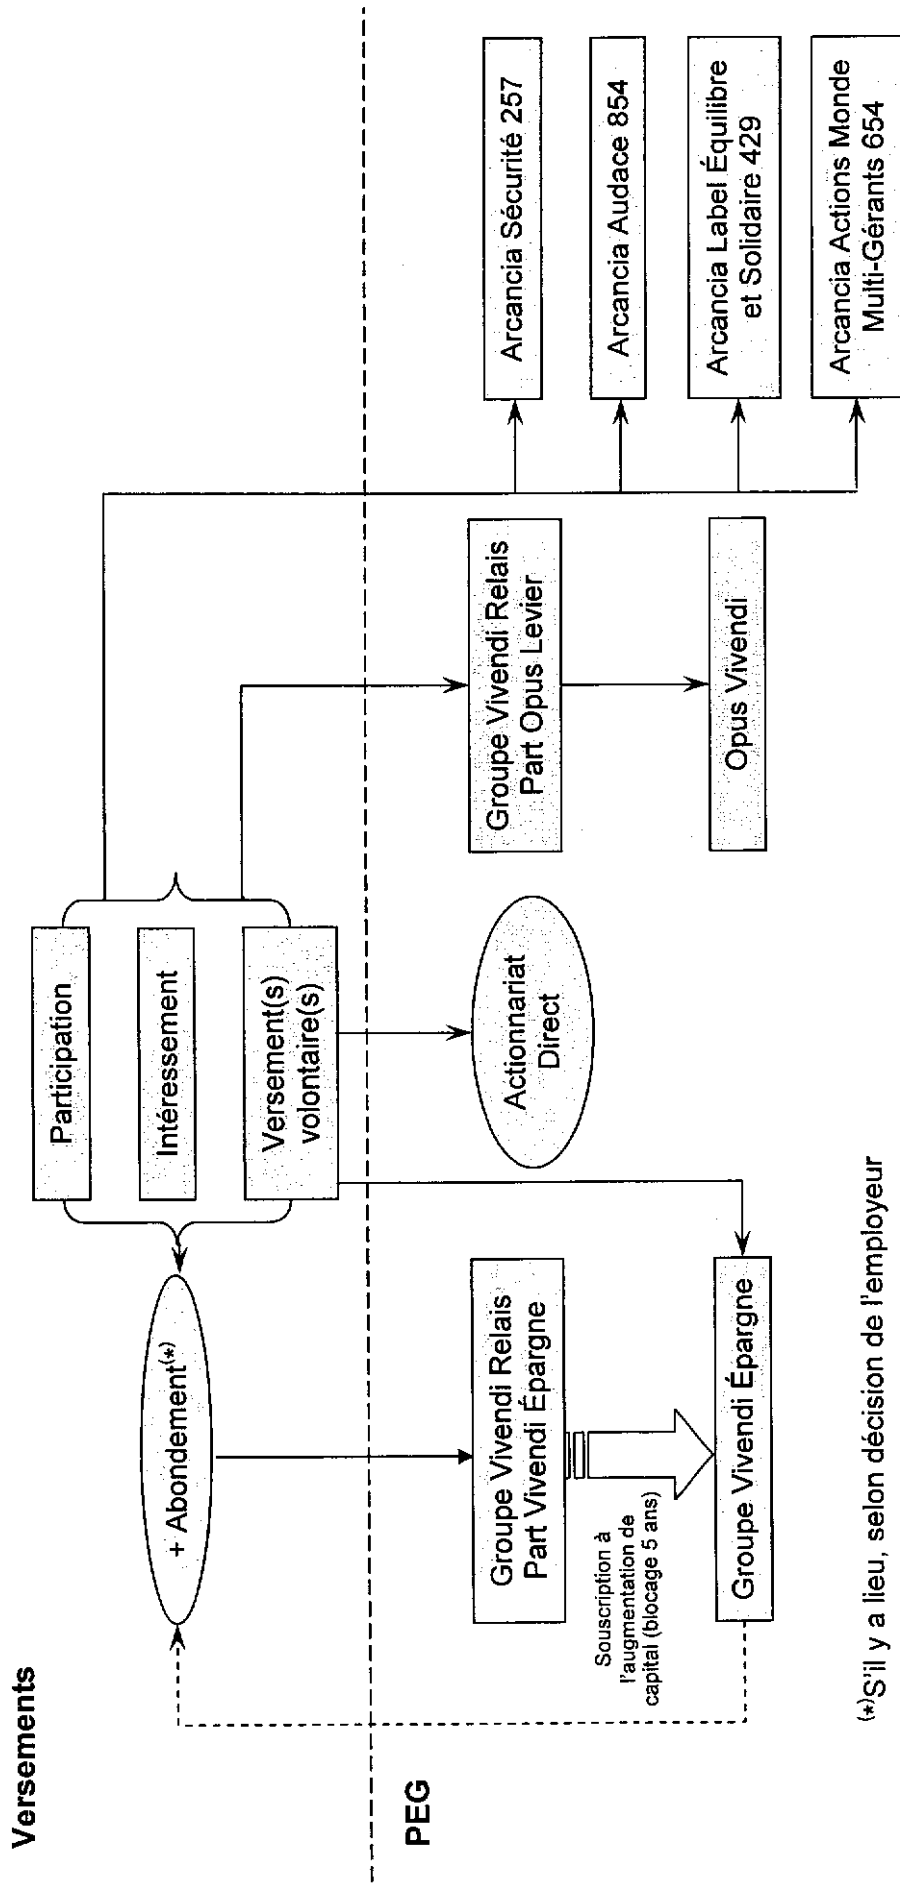 Versements
Participation
Intéressement
Versement(s)
volontaire(s)
+ Abondement(*)
PEG
Groupe Vivendi Relais
Part Vivendi Épargne
Souscription à
l'augmentation de
capital (blocage 5 ans)
Groupe Vivendi Épargne
Actionnariat
Direct
Groupe Vivendi Relais
Part Opus Levier
Opus Vivendi
Arcancia Sécurité 257
Arcancia Audace 854
Arcancia Label Équilibre
et Solidaire 429
Arcancia Actions Monde
Multi-Gérants 654
(*)S'il y a lieu, selon décision de l'employeur